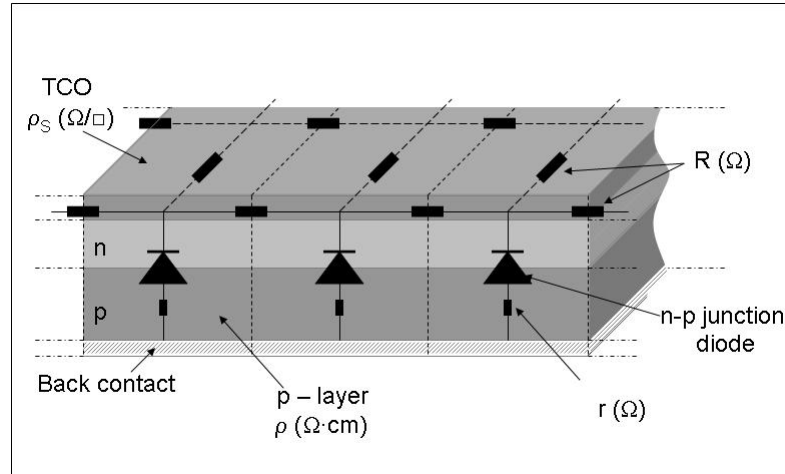 TCO
ρS (Ω/□)
R (Ω)
n
p
n-p junction
diode
Back contact
p – layer
ρ (Ω·cm)
r (Ω)